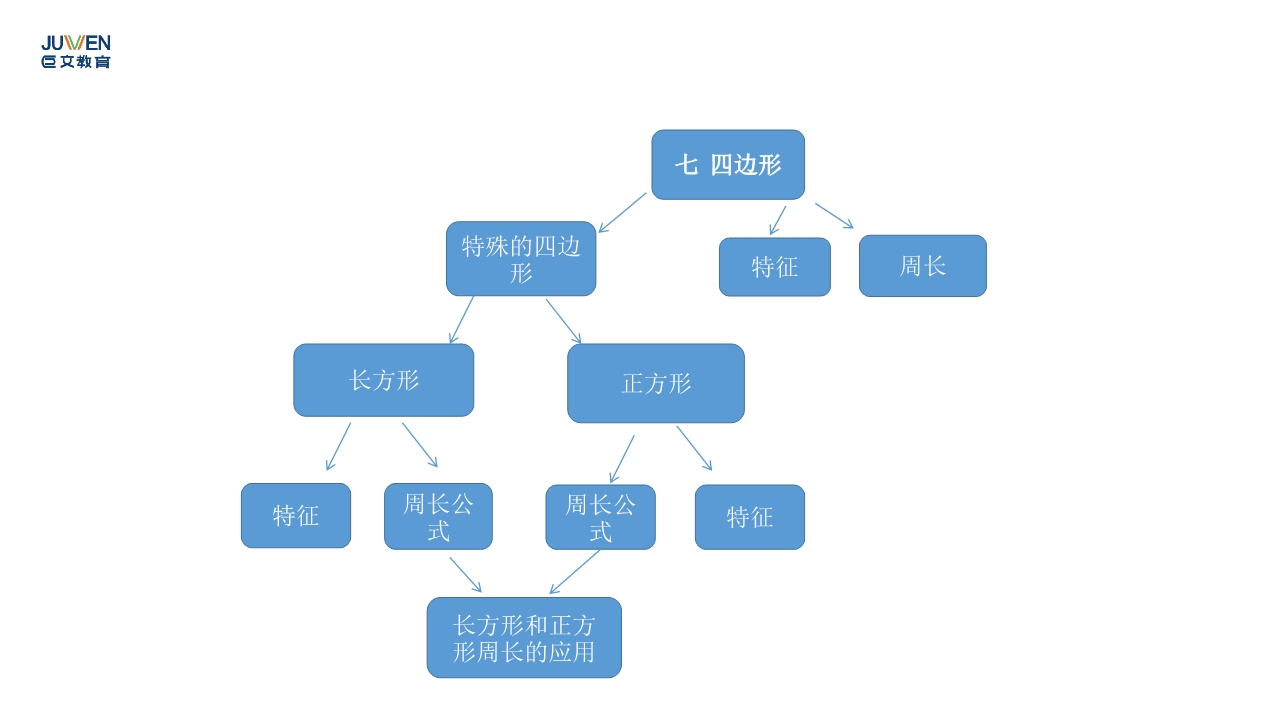 JUWEN
巨文教育
七 四边形
特殊的四边
形
特征
周长
长方形
正方形
特征
周长公
式
周长公
式
特征
长方形和正方
形周长的应用